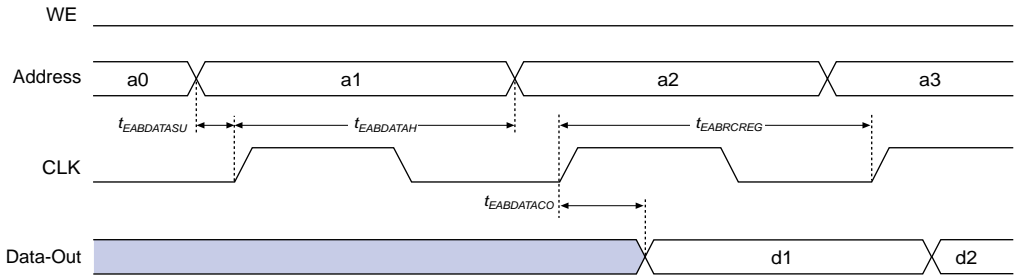 WE
Address a0 a1 a2 a3
tEABDATASU tEABDATAH tEABRCREG
CLK
tEABDATACO
Data-Out d1 d2